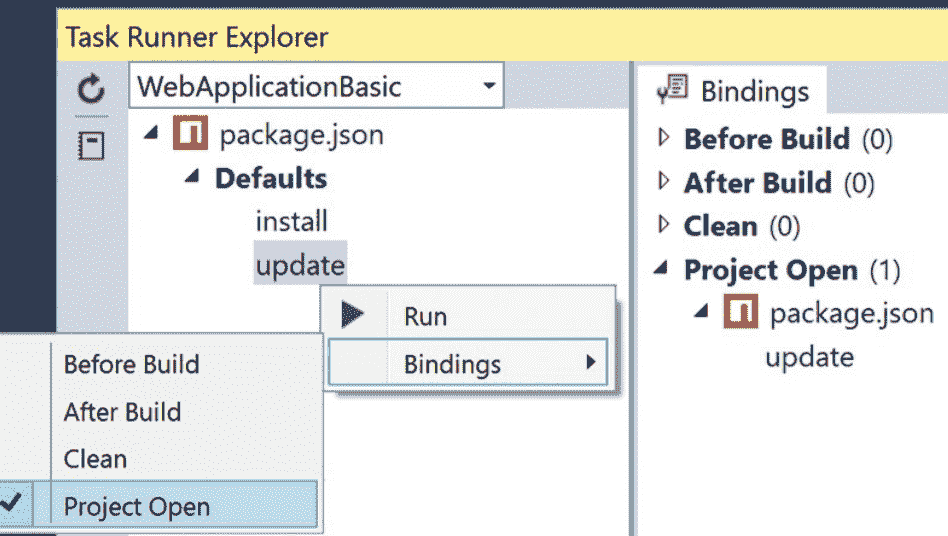 Task Runner Explorer
WebApplicationBasic
package.json
Defaults
install
update
Run
Bindings
Before Build
After Build
Clean
Project Open
Bindings
Before Build (0)
After Build (0)
Clean (0)
Project Open (1)
package.json
update